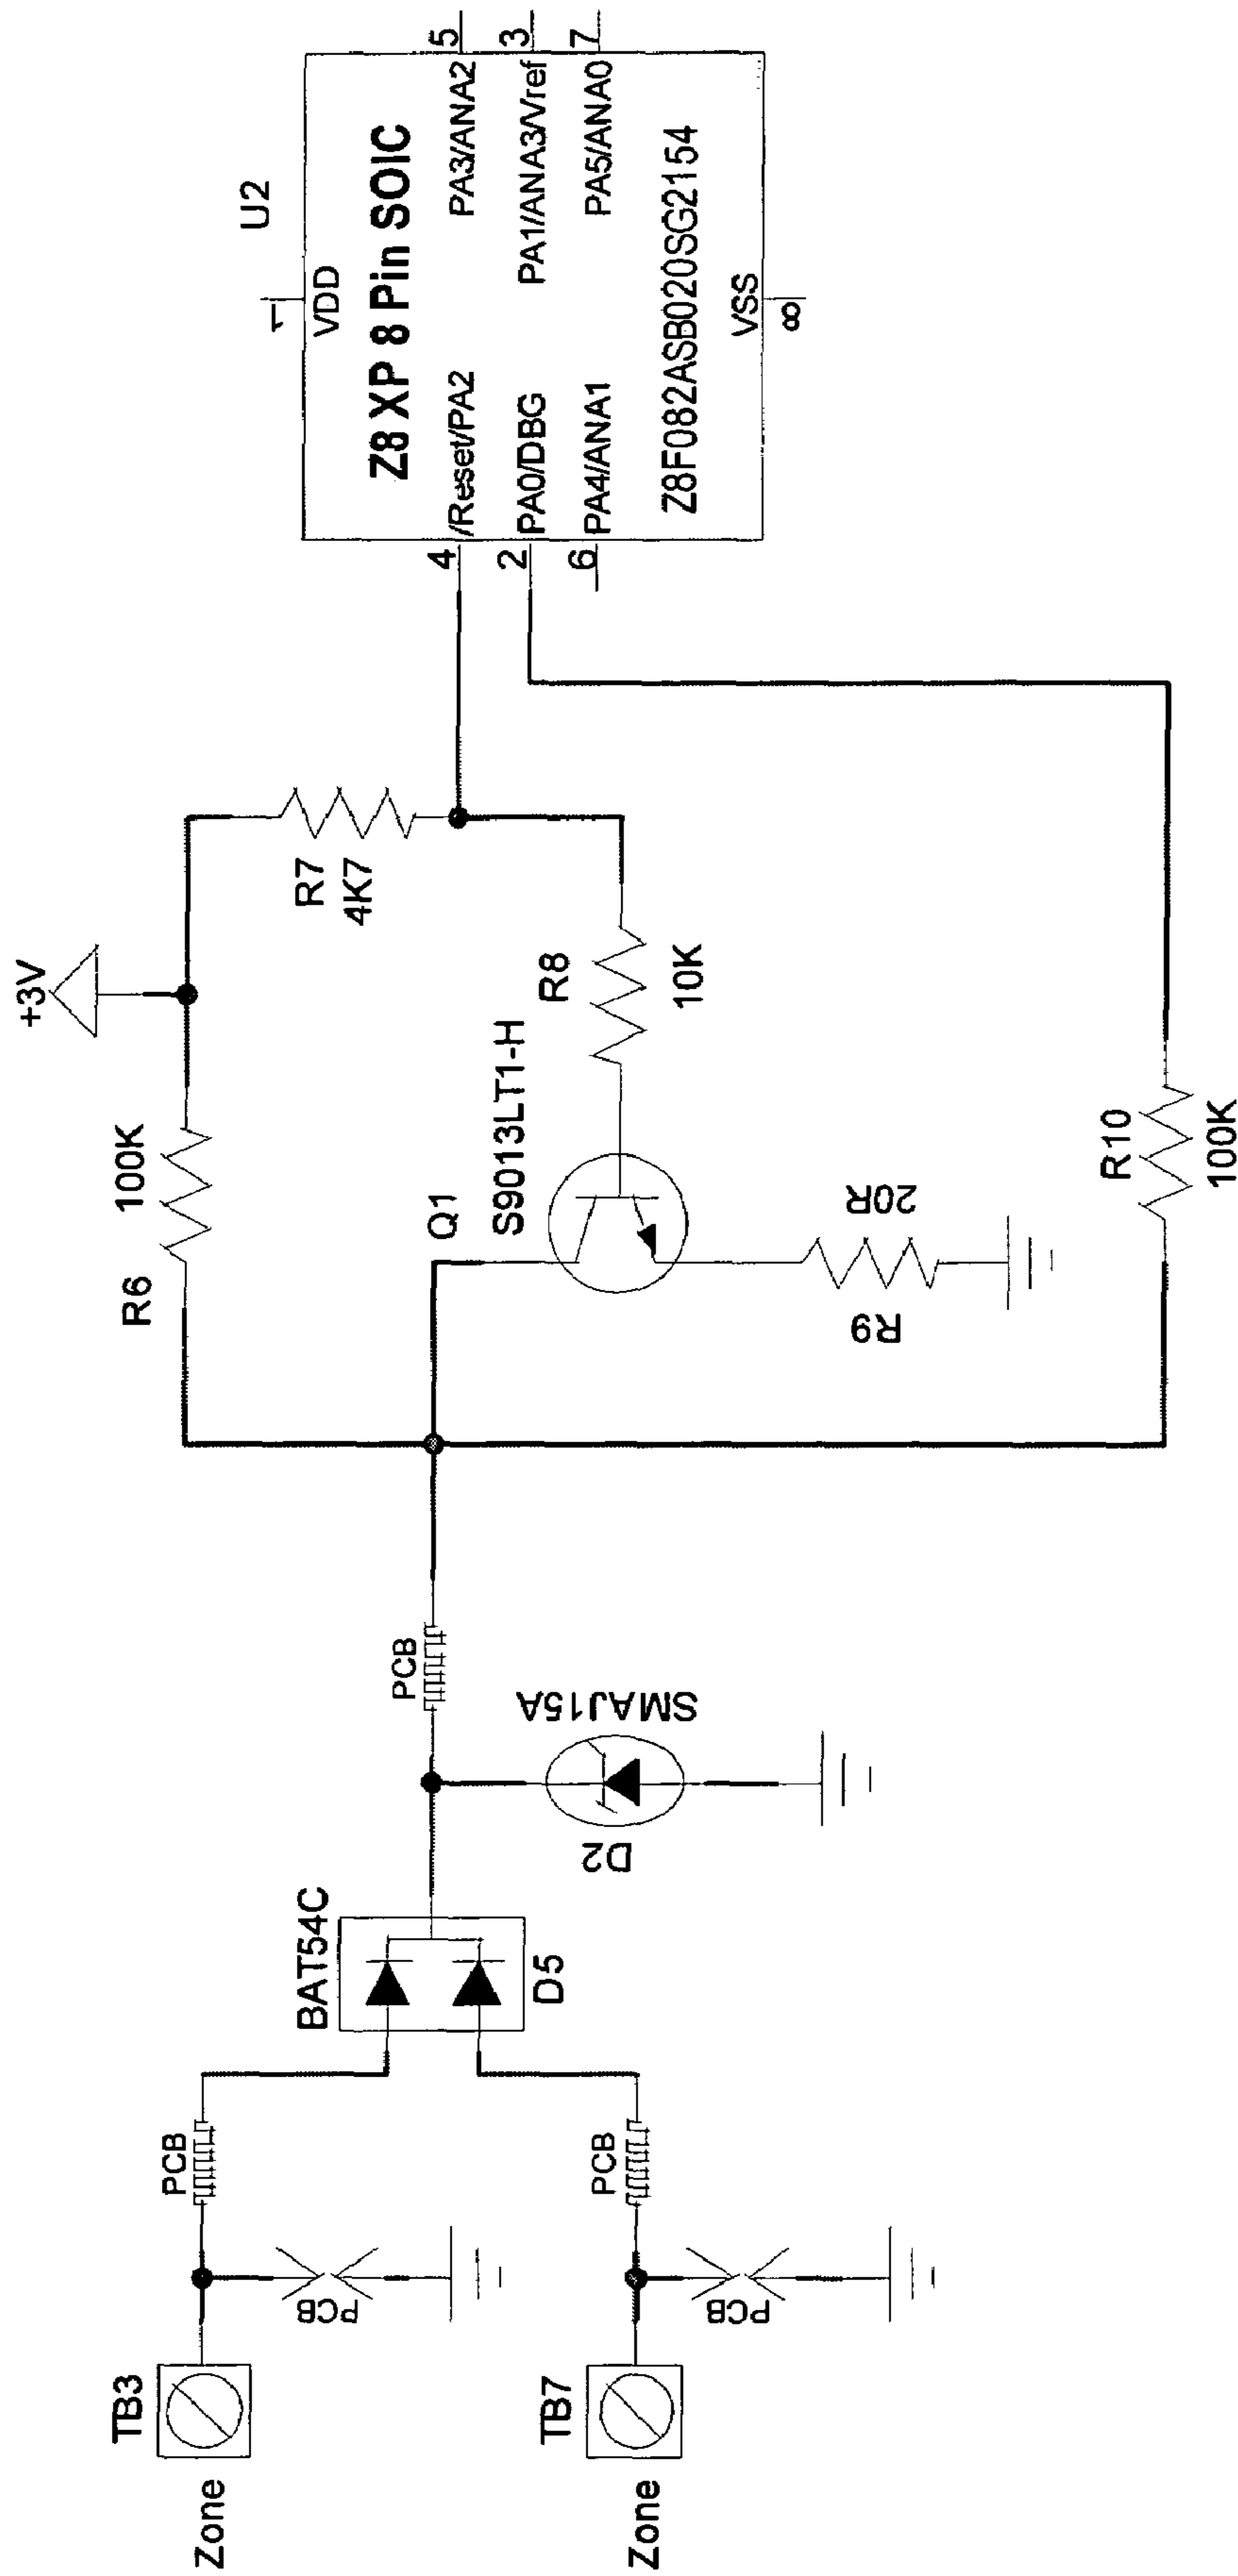 +3V
R6
100K
R7
4K7
U2
1
VDD
Z8 XP 8 Pin SOIC
4
/Reset/PA2
PA3/ANA2
5
2
PA0/DBG
PA1/ANA3/Vref
3
6
PA4/ANA1
PA5/ANA0
7
Z8F082ASB020SG2154
VSS
8
Q1
S9013LT1-H
R8
10K
R9
20R
R10
100K
PCB
D2
SMAJ15A
BAT54C
D5
TB3
Zone
PCB
PCB
TB7
Zone
PCB
PCB